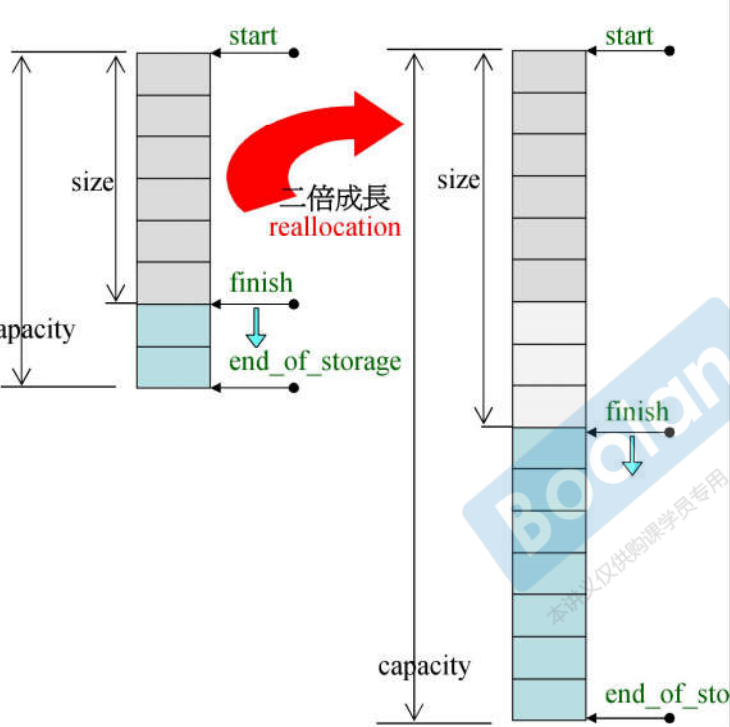 start
size
finish
apacity
end_of_storage
二倍成長
reallocation
start
size
finish
capacity
end_of_sto
Boolan
本讲义仅供购课学员专用